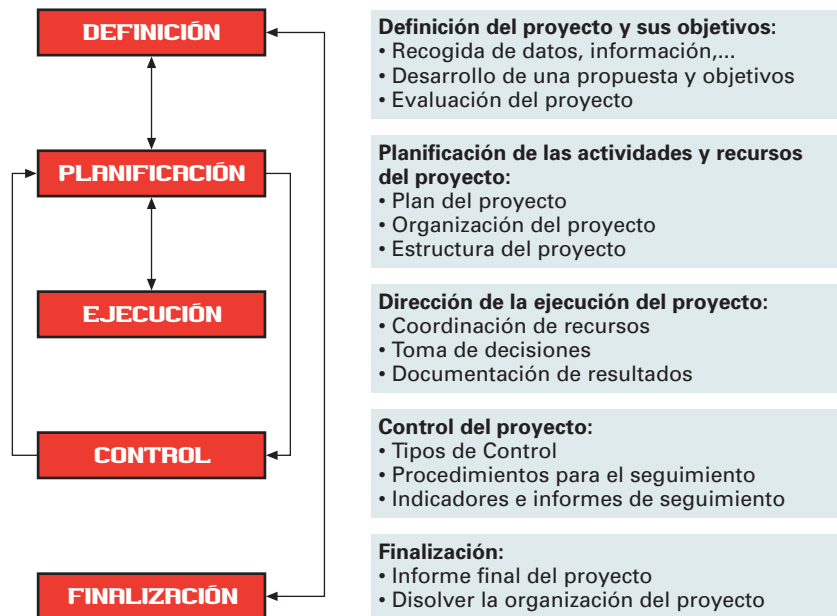 DEFINICIÓN
Definición del proyecto y sus objetivos:
• Recogida de datos, información,...
• Desarrollo de una propuesta y objetivos
• Evaluación del proyecto
PLANIFICACIÓN
Planificación de las actividades y recursos
del proyecto:
• Plan del proyecto
• Organización del proyecto
• Estructura del proyecto
EJECUCIÓN
Dirección de la ejecución del proyecto:
• Coordinación de recursos
• Toma de decisiones
• Documentación de resultados
CONTROL
Control del proyecto:
• Tipos de Control
• Procedimientos para el seguimiento
• Indicadores e informes de seguimiento
FINALIZACIÓN
Finalización:
• Informe final del proyecto
• Disolver la organización del proyecto